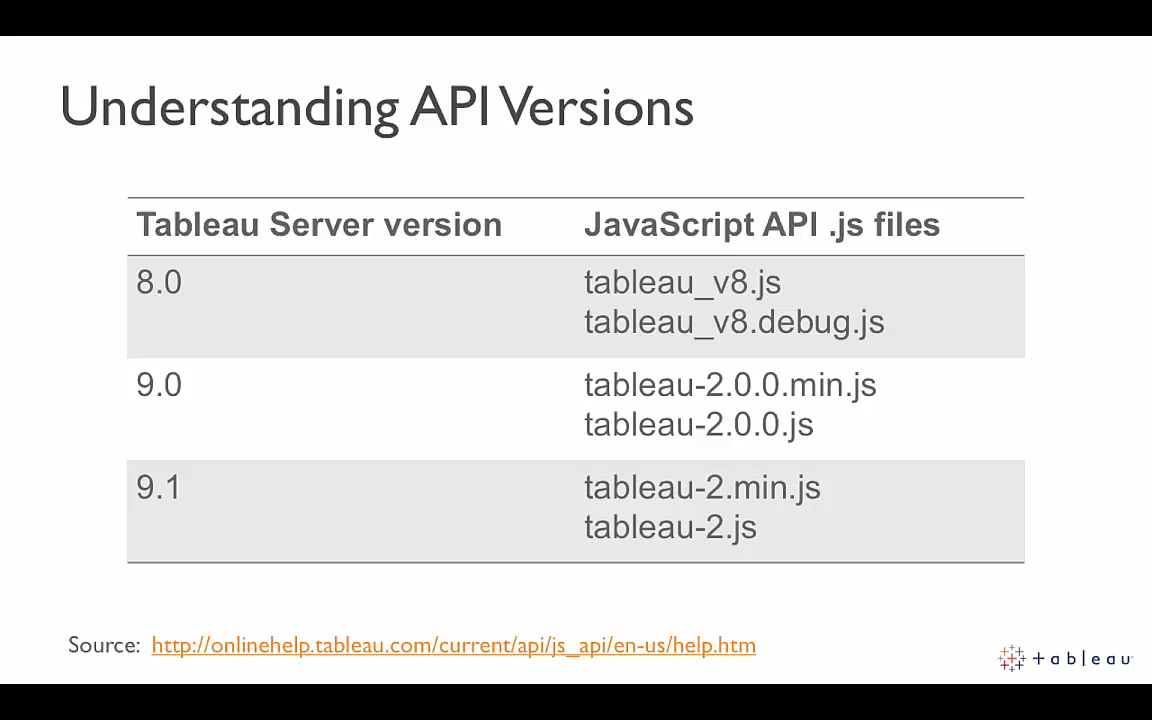 Understanding API Versions
Tableau Server version JavaScript API .js files
8.0 tableau_v8.js
tableau_v8.debug.js
9.0 tableau-2.0.0.min.js
tableau-2.0.0.js
9.1 tableau-2.min.js
tableau-2.js
Source: http://onlinehelp.tableau.com/current/api/js_api/en-us/help.htm
tableau